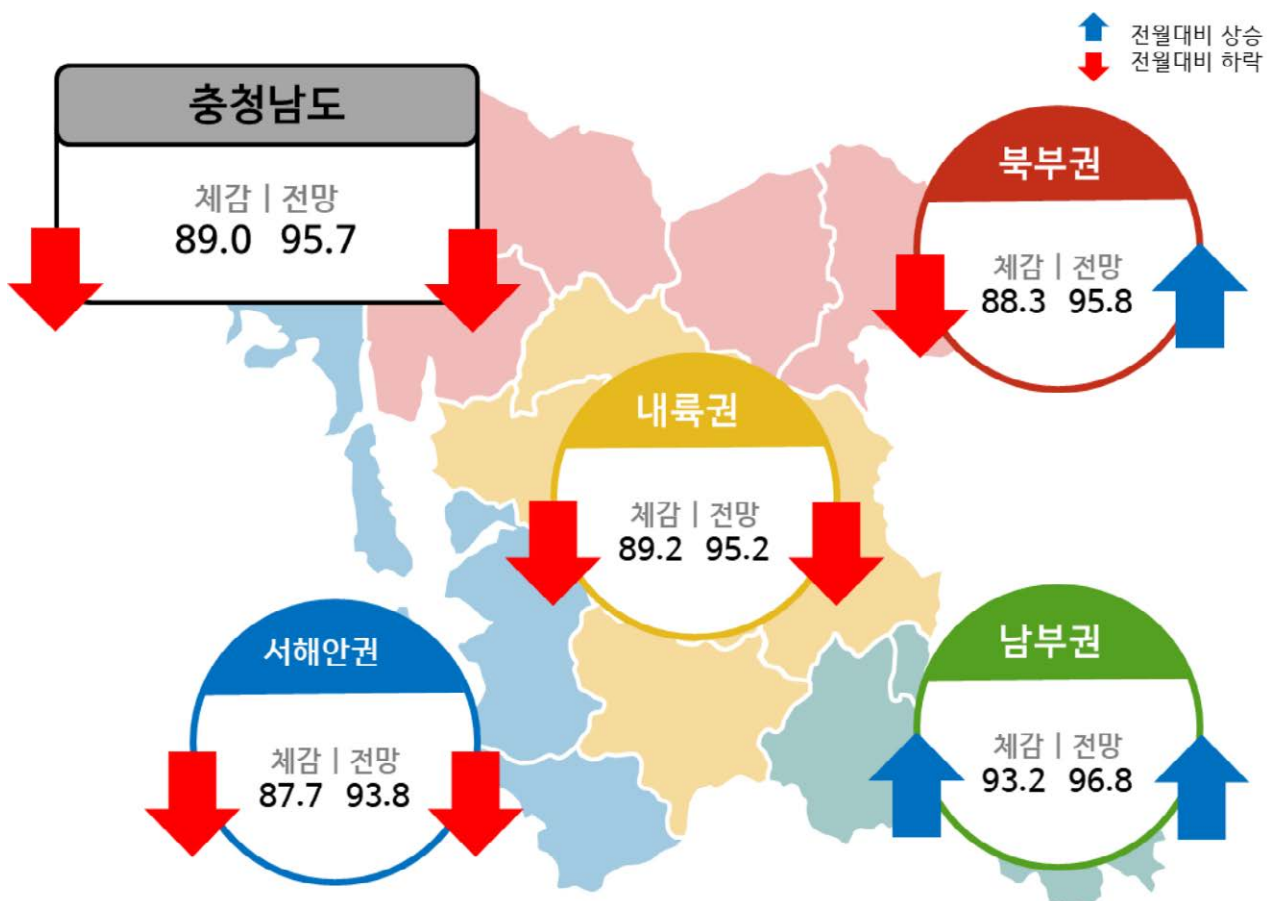 전월대비 상승
전월대비 하락
충청남도
체감 | 전망
89.0 95.7
북부권
체감 | 전망
88.3 95.8
내륙권
체감 | 전망
89.2 95.2
서해안권
체감 | 전망
87.7 93.8
남부권
체감 | 전망
93.2 96.8